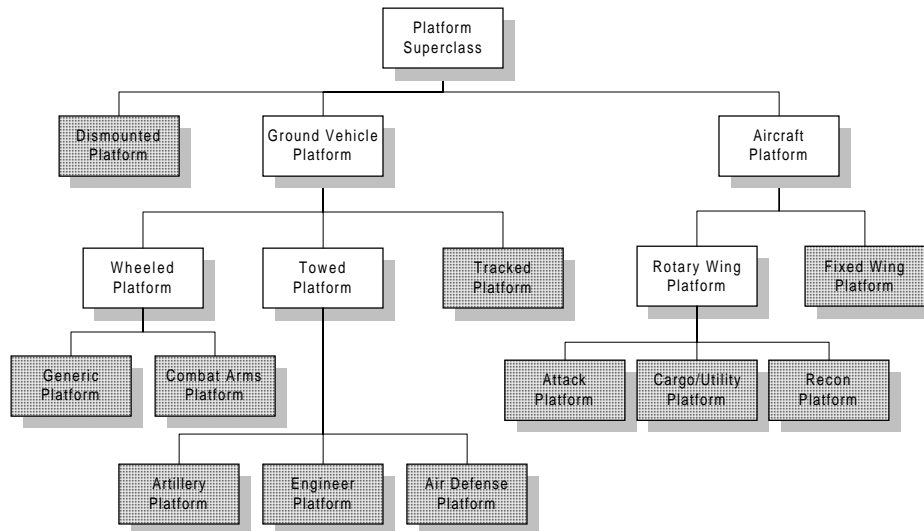 Platform
Superclass
Dismounted
Platform
Ground Vehicle
Platform
Aircraft
Platform
Wheeled
Platform
Towed
Platform
Tracked
Platform
Rotary Wing
Platform
Fixed Wing
Platform
Generic
Platform
Combat Arms
Platform
Attack
Platform
Cargo/Utility
Platform
Recon
Platform
Artillery
Platform
Engineer
Platform
Air Defense
Platform